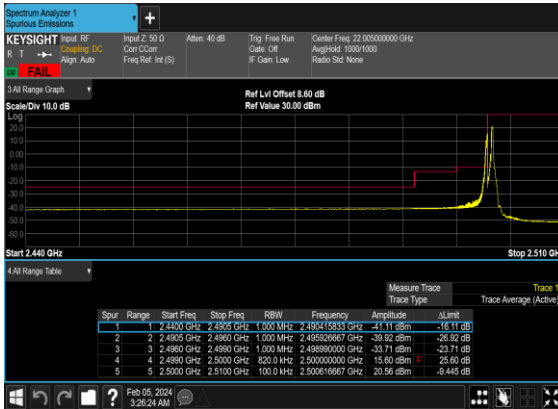 Spectrum Analyzer 1
Spurious Emissions
+
KEYSIGHT Input: RF Input Z: 50 Ω Atten: 40 dB Trig: Free Run Center Freq: 22.005000000 GHz
R T Coupling: DC Corr CCorr Gate: Off Avg|Hold: 1000/1000
Align: Auto Freq Ref: Int (S) IF Gain: Low Radio Std: None
LXI FAIL
3 All Range Graph
Ref Lvl Offset 8.60 dB
Scale/Div 10.0 dB Ref Value 30.00 dBm
Log
20.0
10.0
0.00
-10.0
-20.0
-30.0
-40.0
-50.0
-60.0
Start 2.440 GHz Stop 2.510 GH
4 All Range Table
Measure Trace Trace 1
Trace Type Trace Average (Active)
Spur Range Start Freq Stop Freq RBW Frequency Amplitude ΔLimit
1 1 2.4400 GHz 2.4905 GHz 1.000 MHz 2.490415833 GHz -41.11 dBm -16.11 dB
2 2 2.4905 GHz 2.4960 GHz 1.000 MHz 2.495926667 GHz -39.92 dBm -26.92 dB
3 3 2.4960 GHz 2.4990 GHz 1.000 MHz 2.498990000 GHz -33.71 dBm -23.71 dB
4 4 2.4990 GHz 2.5000 GHz 820.0 kHz 2.500000000 GHz 15.60 dBm F 25.60 dB
5 5 2.5000 GHz 2.5100 GHz 100.0 kHz 2.500616667 GHz 20.56 dBm -9.445 dB
? Feb 05, 2024
3:26:24 AM